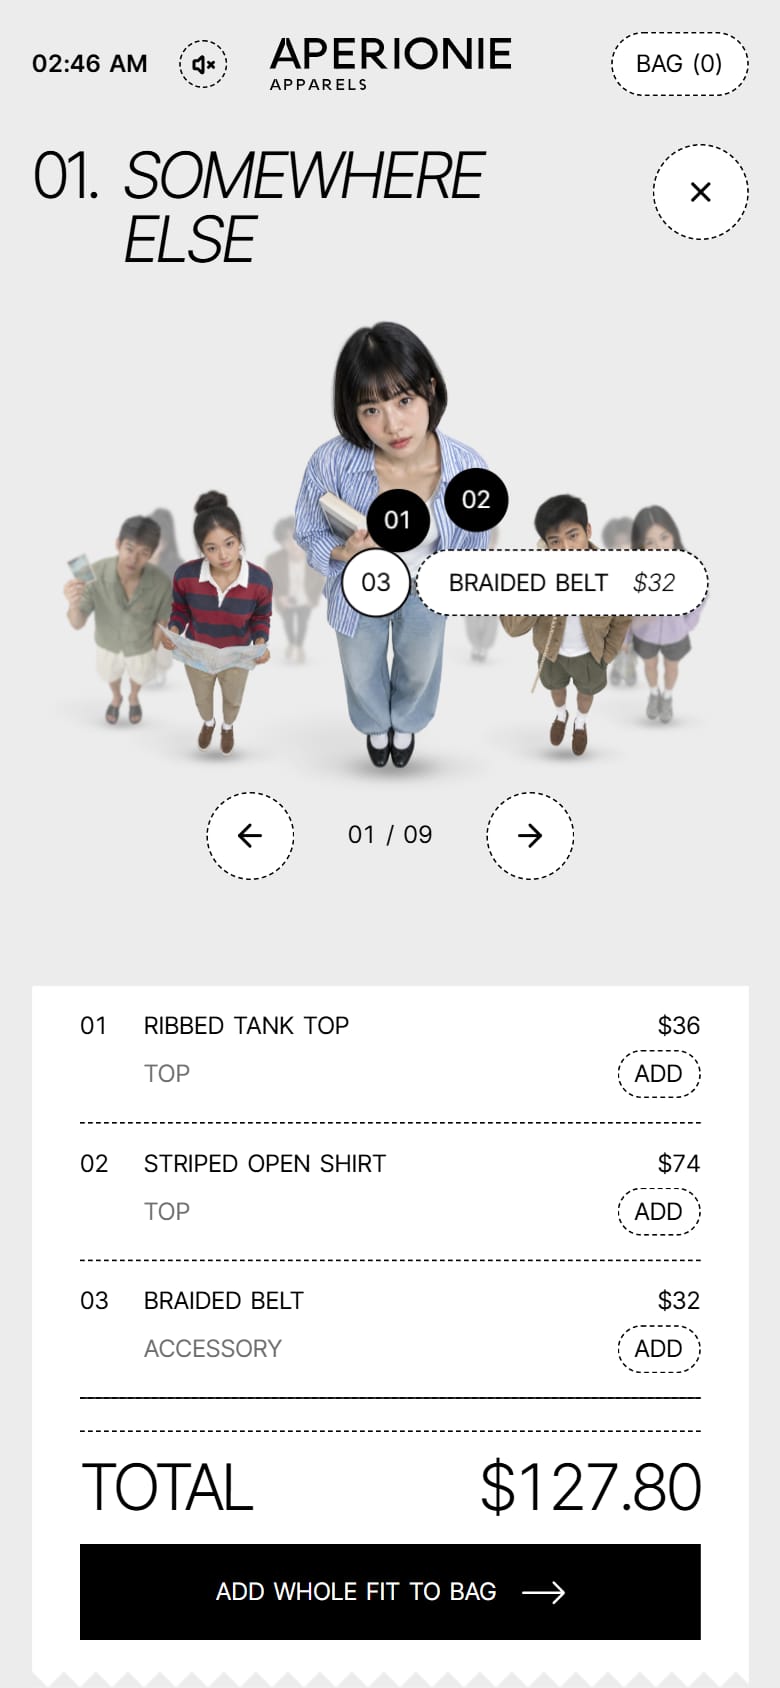 02:46 AM
APERIONIE
APPARELS
BAG (0)
01. SOMEWHERE
ELSE
01
02
03
BRAIDED BELT $32
01 / 09
01 RIBBED TANK TOP $36
TOP ADD
02 STRIPED OPEN SHIRT $74
TOP ADD
03 BRAIDED BELT $32
ACCESSORY ADD
TOTAL $127.80
ADD WHOLE FIT TO BAG